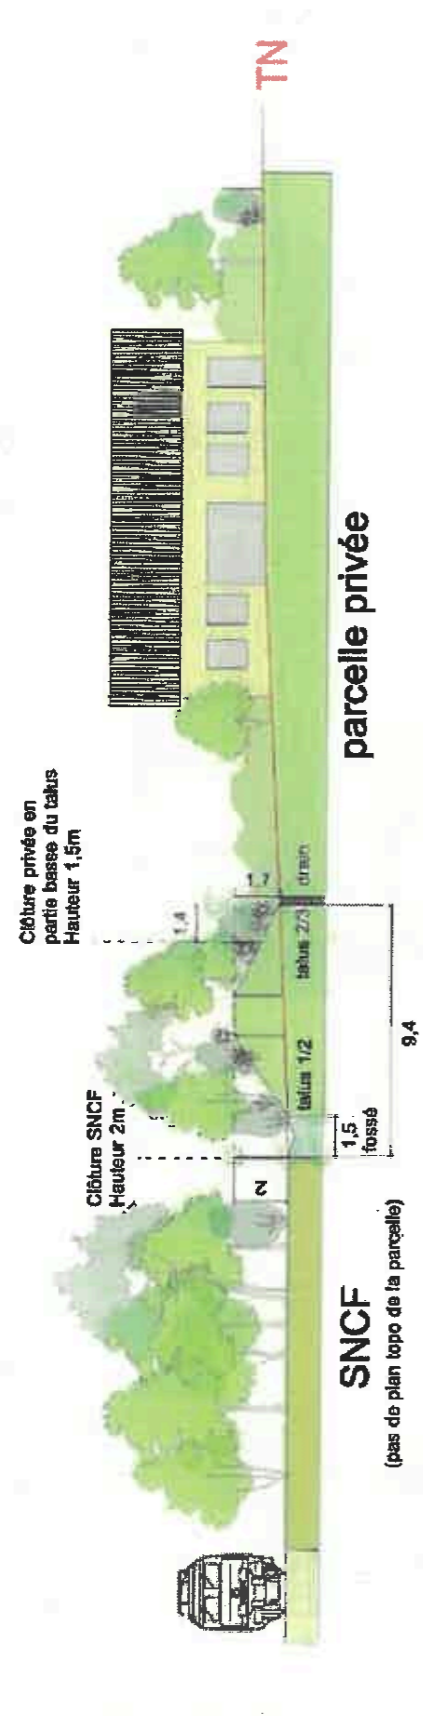 Clôture SNCF
Hauteur 2m
Clôture privée en
partie basse du talus
Hauteur 1,5m
TN
2
1,4
1,7
talus 1/2
talus 2/3
drain
1,5
fossé
9,4
SNCF
(pas de plan topo de la parcelle)
parcelle privée